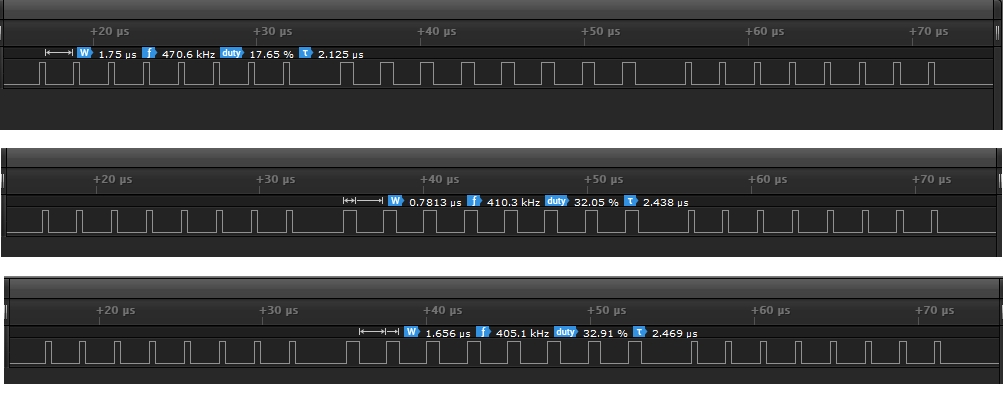 +20 µs +30 µs +40 µs +50 µs +60 µs +70 µs
W 1.75 µs f 470.6 kHz duty 17.65 % τ 2.125 µs
+20 µs +30 µs +40 µs +50 µs +60 µs +70 µs
W 0.7813 µs f 410.3 kHz duty 32.05 % τ 2.438 µs
+20 µs +30 µs +40 µs +50 µs +60 µs +70 µs
W 1.656 µs f 405.1 kHz duty 32.91 % τ 2.469 µs